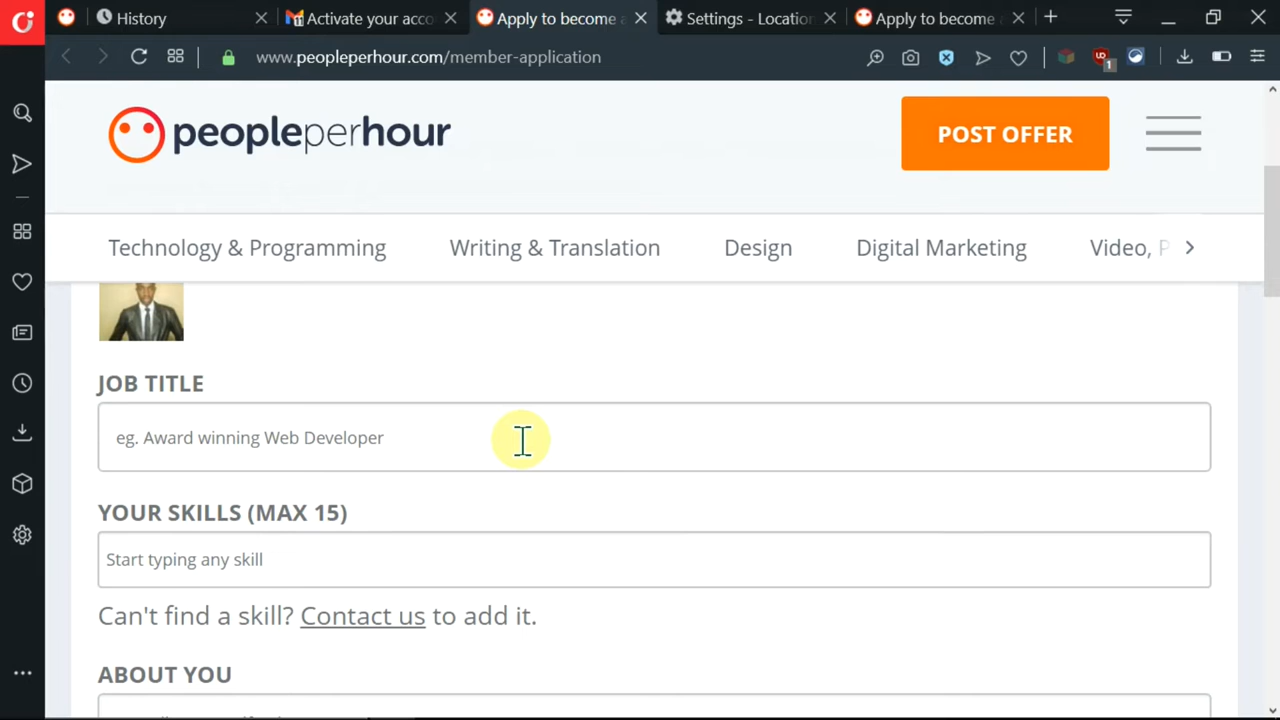 History
Activate your acco
Apply to become a
Settings - Location
Apply to become
www.peopleperhour.com/member-application
1
peopleperhour
POST OFFER
Technology & Programming
Writing & Translation
Design
Digital Marketing
Video, P
JOB TITLE
eg. Award winning Web Developer
YOUR SKILLS (MAX 15)
Start typing any skill
Can't find a skill? Contact us to add it.
ABOUT YOU